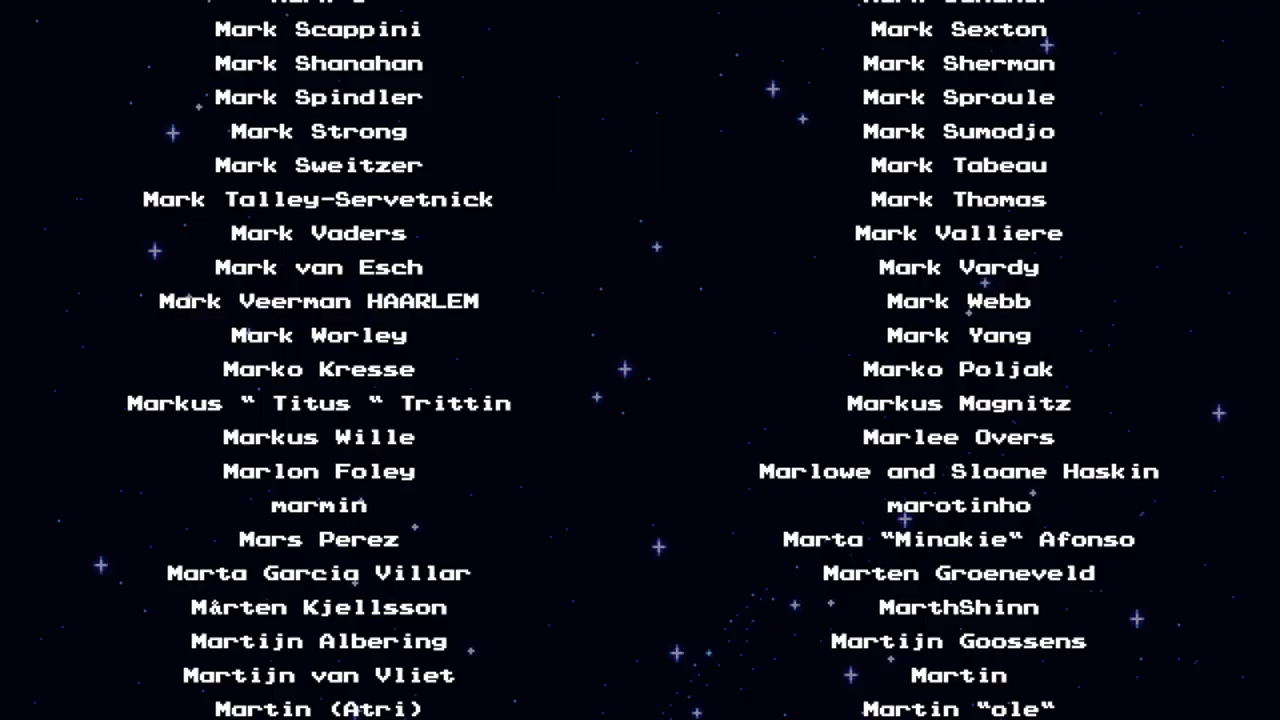 Mark Scappini
Mark Sexton
Mark Shanahan
Mark Sherman
Mark Spindler
Mark Sproule
Mark Strong
Mark Sumodjo
Mark Sweitzer
Mark Tabeau
Mark Talley-Servetnick
Mark Thomas
Mark Vaders
Mark Valliere
Mark van Esch
Mark Vardy
Mark Veerman HAARLEM
Mark Webb
Mark Worley
Mark Yang
Marko Kresse
Marko Poljak
Markus " Titus " Trittin
Markus Magnitz
Markus Wille
Marlee Overs
Marlon Foley
Marlowe and Sloane Haskin
marmin
marotinho
Mars Perez
Marta "Minakie" Afonso
Marta Garcia Villar
Marten Groeneveld
Mårten Kjellsson
MarthShinn
Martijn Albering
Martijn Goossens
Martijn van Vliet
Martin
Martin (Atri)
Martin "ole"